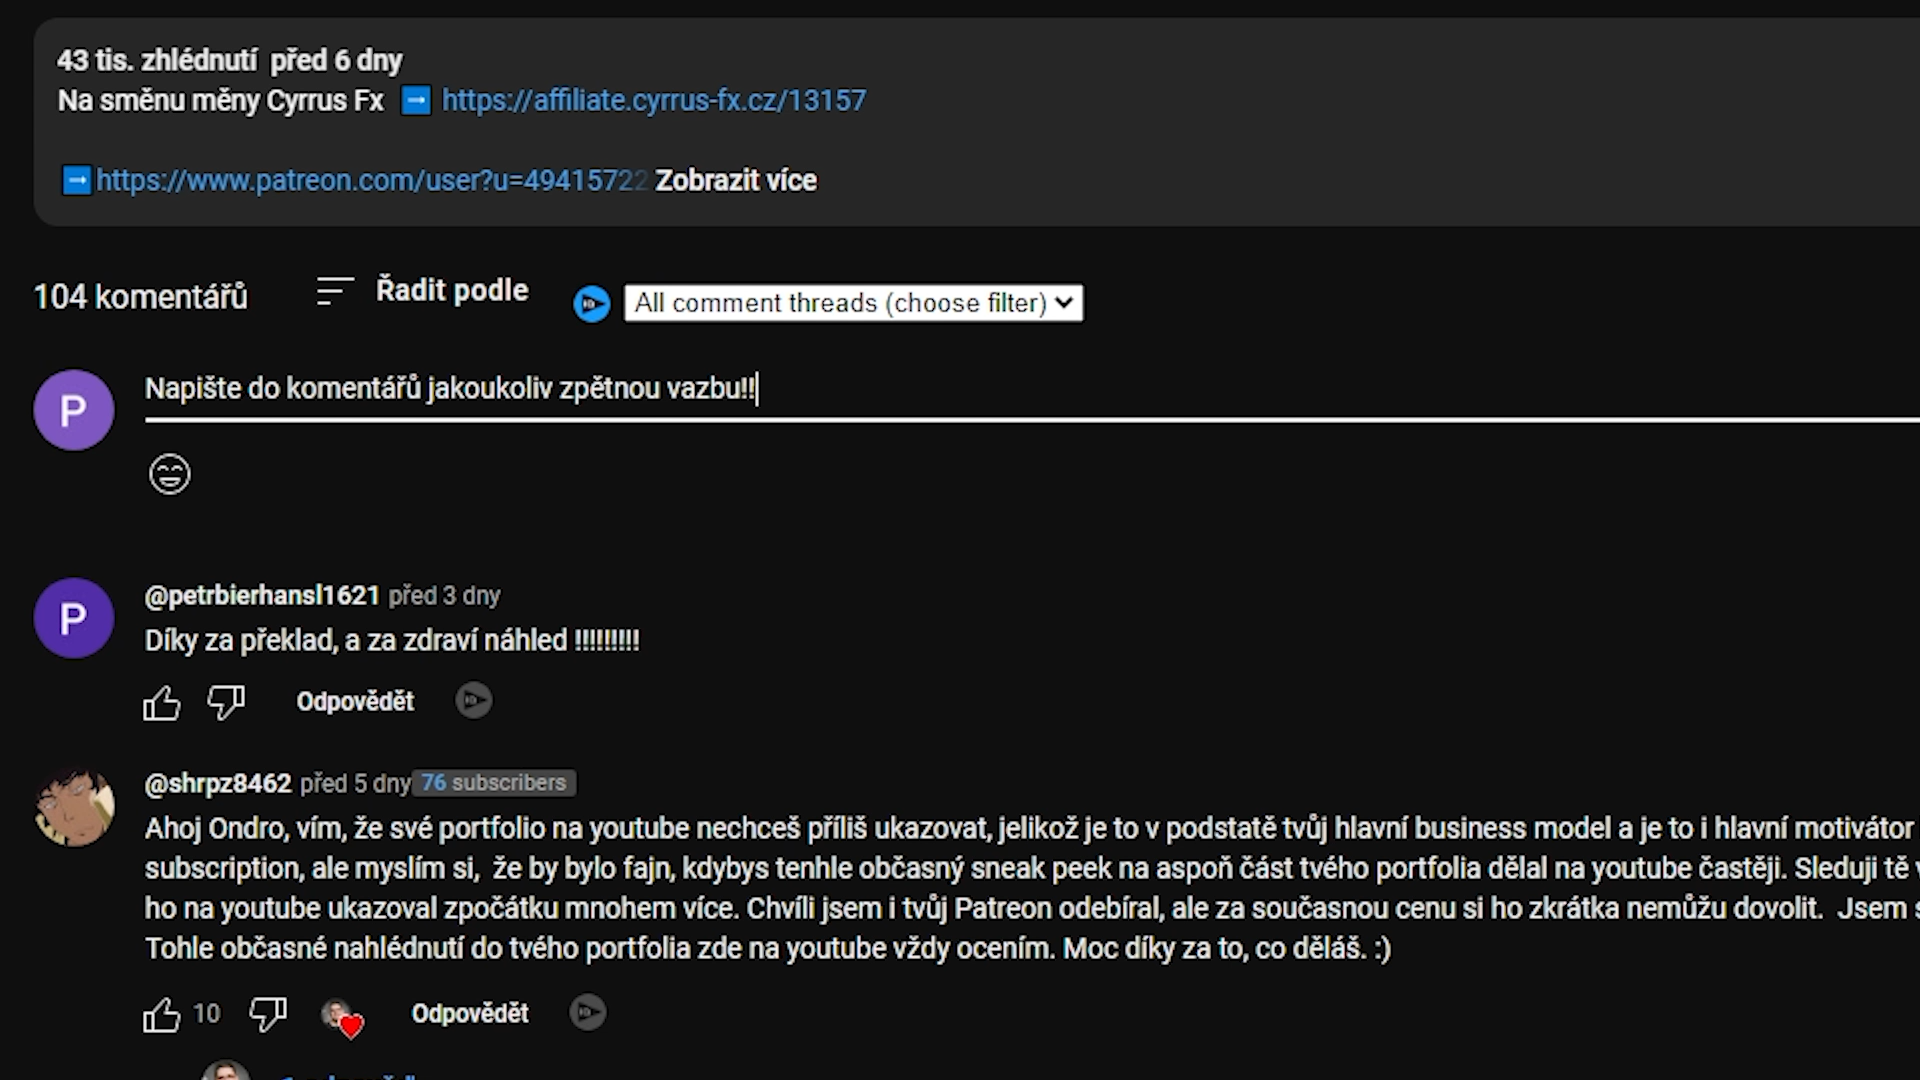 43 tis. zhlédnutí před 6 dny
Na směnu měny Cyrrus Fx https://affiliate.cyrrus-fx.cz/13157
https://www.patreon.com/user?u=49415722 Zobrazit více
104 komentářů Řadit podle All comment threads (choose filter)
P Napište do komentářů jakoukoliv zpětnou vazbu!!
P @petrbierhansl1621 před 3 dny
Díky za překlad, a za zdraví náhled !!!!!!!!!
Odpovědět
@shrpz8462 před 5 dny 76 subscribers
Ahoj Ondro, vím, že své portfolio na youtube nechceš příliš ukazovat, jelikož je to v podstatě tvůj hlavní business model a je to i hlavní motivátor
subscription, ale myslím si, že by bylo fajn, kdybys tenhle občasný sneak peek na aspoň část tvého portfolia dělal na youtube častěji. Sleduji tě
ho na youtube ukazoval zpočátku mnohem více. Chvíli jsem i tvůj Patreon odebíral, ale za současnou cenu si ho zkrátka nemůžu dovolit. Jsem
Tohle občasné nahlédnutí do tvého portfolia zde na youtube vždy ocením. Moc díky za to, co děláš. :)
10 Odpovědět